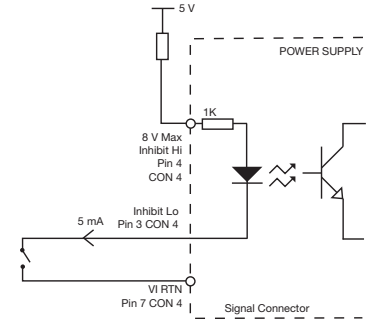 5 V
POWER SUPPLY
1K
8 V Max
Inhibit Hi
Pin 4
CON 4
Inhibit Lo
5 mA
Pin 3 CON 4
VI RTN
Pin 7 CON 4
Signal Connector